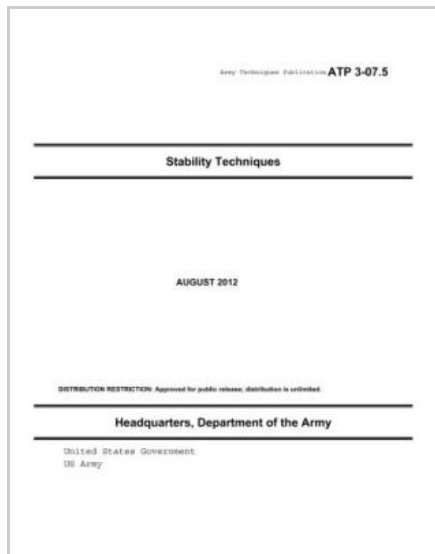 Army Techniques Publication ATP 3-07.5
Stability Techniques
AUGUST 2012
DISTRIBUTION RESTRICTION: Approved for public release; distribution is unlimited.
Headquarters, Department of the Army
United States Government
US Army